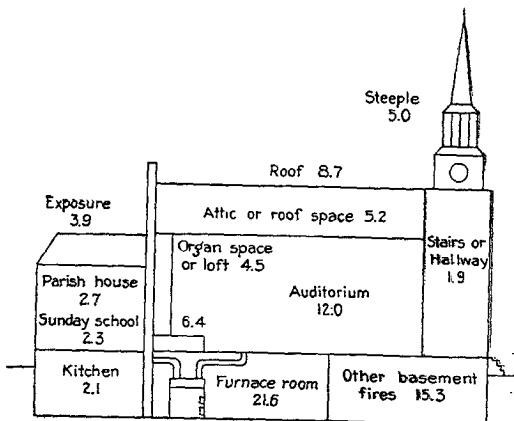 Steeple
5.0
Roof 8.7
Exposure
3.9
Attic or roof space 5.2
Organ space
or loft 4.5
Stairs or
Hallway
1.9
Parish house
2.7
Sunday school
2.3
Auditorium
12:0
6.4
Kitchen
2.1
Furnace room
21.6
Other basement
fires 15.3